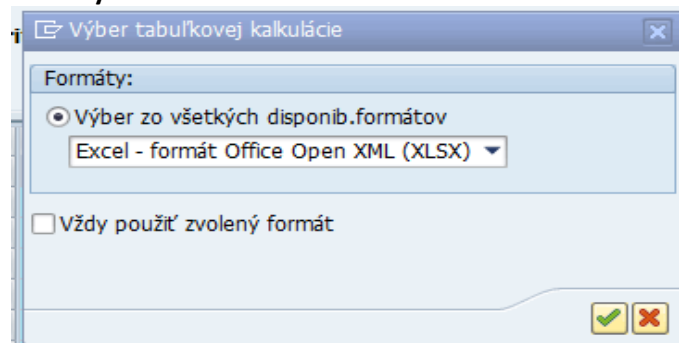 Výber tabuľkovej kalkulácie
Formáty:
Výber zo všetkých disponib.formátov
Excel - formát Office Open XML (XLSX)
Vždy použiť zvolený formát